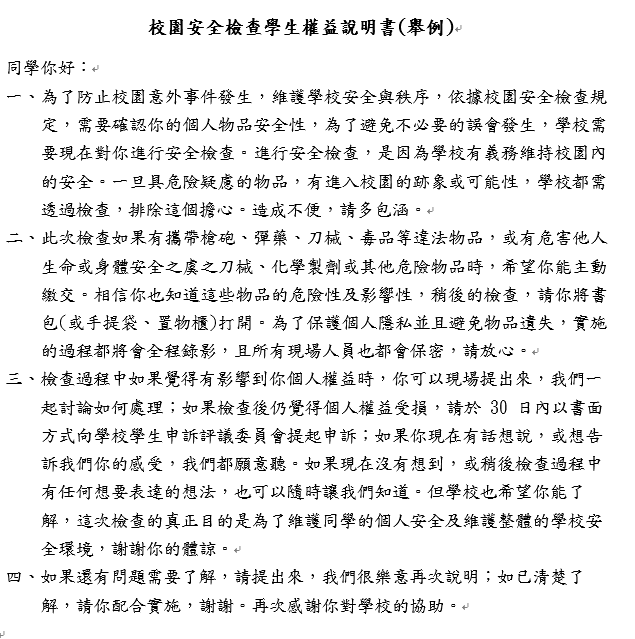 校園安全檢查學生權益說明書(舉例)
同學你好：
一、為了防止校園意外事件發生，維護學校安全與秩序，依據校園安全檢查規
定，需要確認你的個人物品安全性，為了避免不必要的誤會發生，學校需
要現在對你進行安全檢查。進行安全檢查，是因為學校有義務維持校園內
的安全。一旦具危險疑慮的物品，有進入校園的跡象或可能性，學校都需
透過檢查，排除這個擔心。造成不便，請多包涵。
二、此次檢查如果有攜帶槍砲、彈藥、刀械、毒品等違法物品，或有危害他人
生命或身體安全之虞之刀械、化學製劑或其他危險物品時，希望你能主動
繳交。相信你也知道這些物品的危險性及影響性，稍後的檢查，請你將書
包(或手提袋、置物櫃)打開。為了保護個人隱私並且避免物品遺失，實施
的過程都將會全程錄影，且所有現場人員也都會保密，請放心。
三、檢查過程中如果覺得有影響到你個人權益時，你可以現場提出來，我們一
起討論如何處理；如果檢查後仍覺得個人權益受損，請於 30 日內以書面
方式向學校學生申訴評議委員會提起申訴；如果你現在有話想說，或想告
訴我們你的感受，我們都願意聽。如果現在沒有想到，或稍後檢查過程中
有任何想要表達的想法，也可以隨時讓我們知道。但學校也希望你能了
解，這次檢查的真正目的是為了維護同學的個人安全及維護整體的學校安
全環境，謝謝你的體諒。
四、如果還有問題需要了解，請提出來，我們很樂意再次說明；如已清楚了
解，請你配合實施，謝謝。再次感謝你對學校的協助。